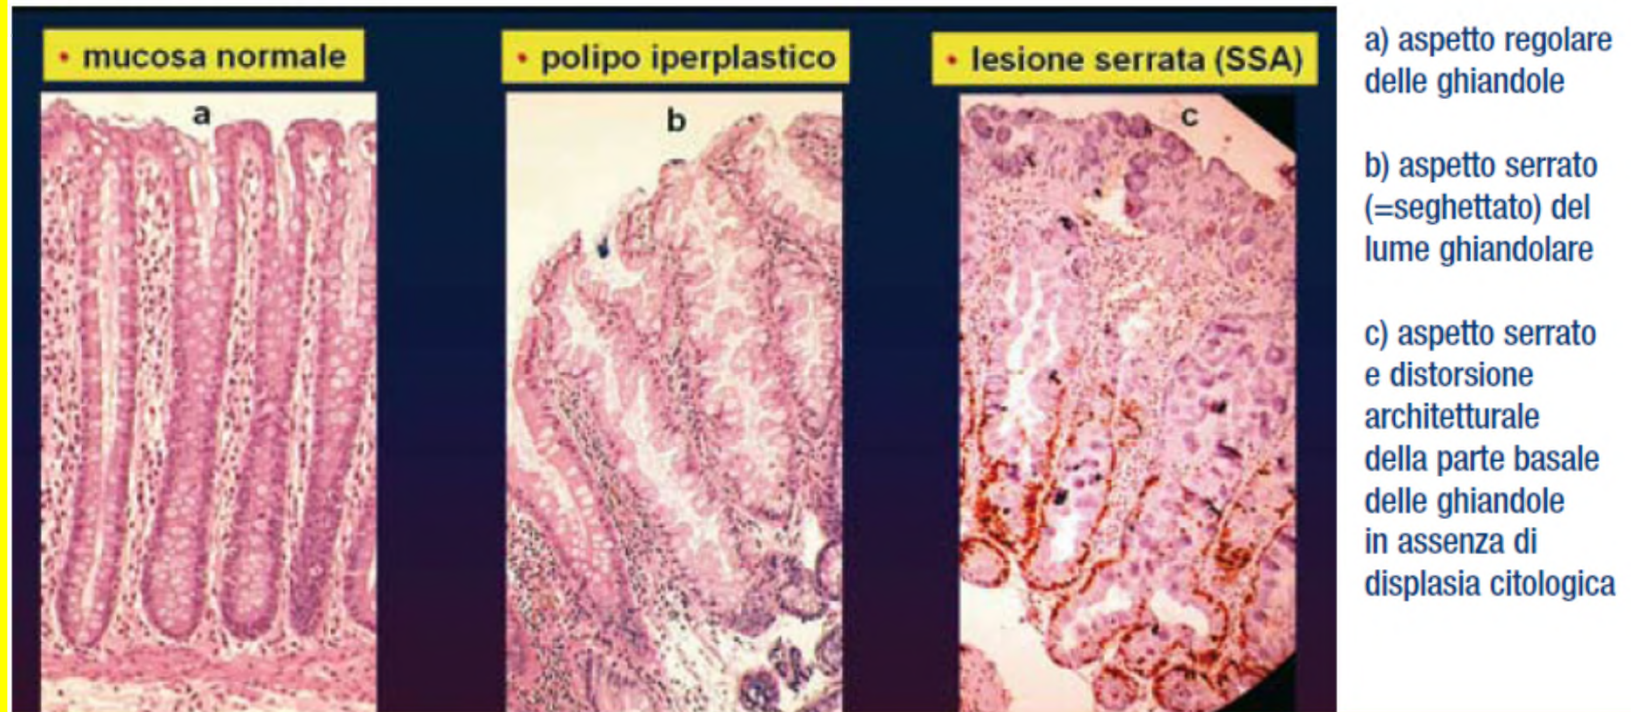 • mucosa normale
• polipo iperplastico
• lesione serrata (SSA)
a
b
c
a) aspetto regolare
delle ghiandole
b) aspetto serrato
(=seghettato) del
lume ghiandolare
c) aspetto serrato
e distorsione
architetturale
della parte basale
delle ghiandole
in assenza di
displasia citologica